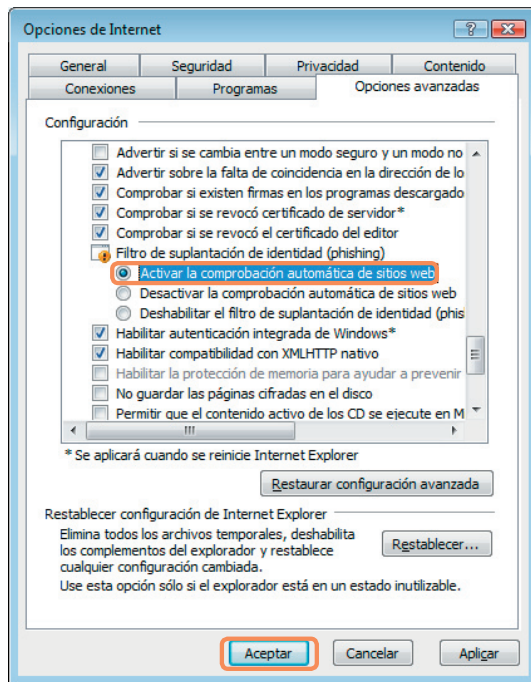 Opciones de Internet
General Seguridad Privacidad Contenido
Conexiones Programas Opciones avanzadas
Configuración
Advertir si se cambia entre un modo seguro y un modo no
Advertir sobre la falta de coincidencia en la dirección de lo
Comprobar si existen firmas en los programas descargado
Comprobar si se revocó certificado de servidor*
Comprobar si se revocó el certificado del editor
Filtro de suplantación de identidad (phishing)
Activar la comprobación automática de sitios web
Desactivar la comprobación automática de sitios web
Deshabilitar el filtro de suplantación de identidad (phis
Habilitar autenticación integrada de Windows*
Habilitar compatibilidad con XMLHTTP nativo
Habilitar la protección de memoria para ayudar a prevenir
No guardar las páginas cifradas en el disco
Permitir que el contenido activo de los CD se ejecute en M
* Se aplicará cuando se reinicie Internet Explorer
Restaurar configuración avanzada
Restablecer configuración de Internet Explorer
Elimina todos los archivos temporales, deshabilita
los complementos del explorador y restablece
cualquier configuración cambiada.
Restablecer...
Use esta opción sólo si el explorador está en un estado inutilizable.
Aceptar Cancelar Aplicar